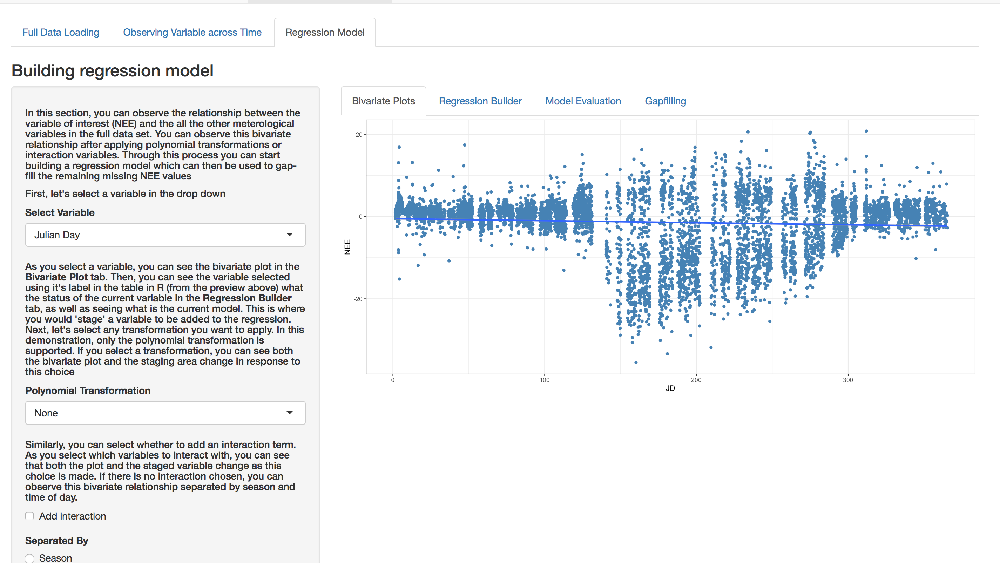 Full Data Loading
Observing Variable across Time
Regression Model
Building regression model
In this section, you can observe the relationship between the
variable of interest (NEE) and the all the other meterological
variables in the full data set. You can observe this bivariate
relationship after applying polynomial transformations or
interaction variables. Through this process you can start
building a regression model which can then be used to gap-
fill the remaining missing NEE values
First, let's select a variable in the drop down
Select Variable
Julian Day
As you select a variable, you can see the bivariate plot in the
Bivariate Plot tab. Then, you can see the variable selected
using it's label in the table in R (from the preview above) what
the status of the current variable in the Regression Builder
tab, as well as seeing what is the current model. This is where
you would 'stage' a variable to be added to the regression.
Next, let's select any transformation you want to apply. In this
demonstration, only the polynomial transformation is
supported. If you select a transformation, you can see both
the bivariate plot and the staging area change in response to
this choice
Polynomial Transformation
None
Similarly, you can select whether to add an interaction term.
As you select which variables to interact with, you can see
that both the plot and the staged variable change as this
choice is made. If there is no interaction chosen, you can
observe this bivariate relationship separated by season and
time of day.
Add interaction
Separated By
Season
Bivariate Plots
Regression Builder
Model Evaluation
Gapfilling
20
0
-20
NEE
0
100
200
300
JD